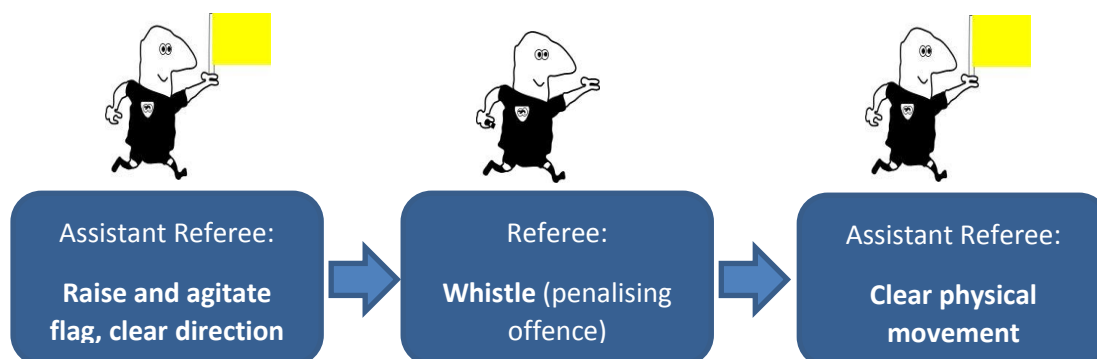 Assistant Referee:
Raise and agitate
flag, clear direction
Referee:
Whistle (penalising
offence)
Assistant Referee:
Clear physical
movement